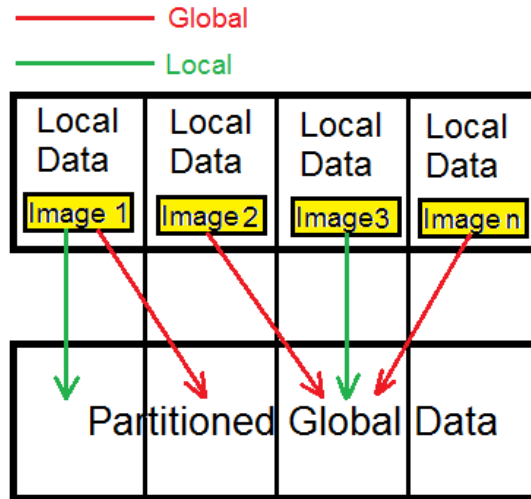 Global
Local
Local Data
Image 1
Local Data
Image 2
Local Data
Image3
Local Data
Image n
Partitioned Global Data